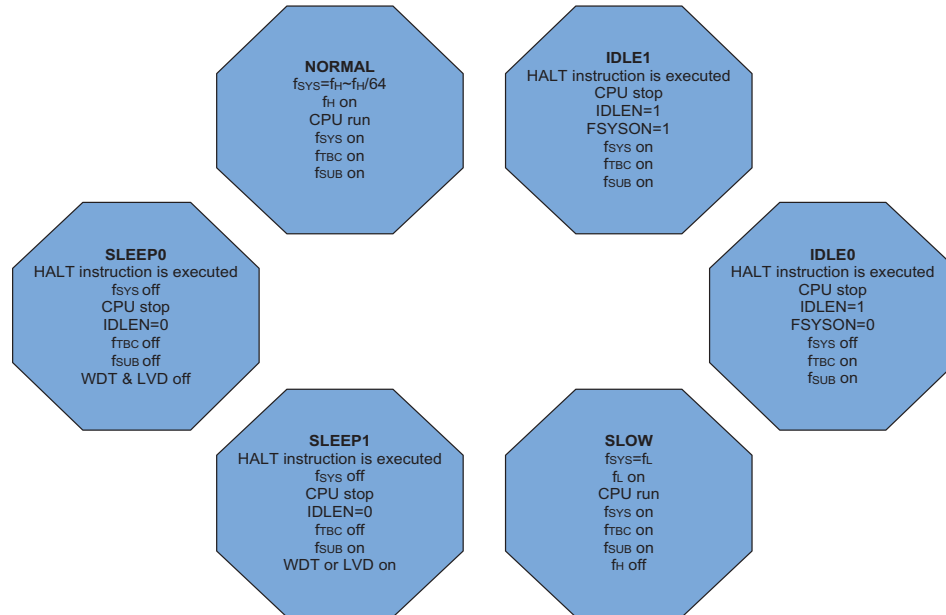 NORMAL
fSYS=fH~fH/64
fH on
CPU run
fSYS on
fTBC on
fSUB on
IDLE1
HALT instruction is executed
CPU stop
IDLEN=1
FSYSON=1
fSYS on
fTBC on
fSUB on
SLEEP0
HALT instruction is executed
fSYS off
CPU stop
IDLEN=0
fTBC off
fSUB off
WDT & LVD off
IDLE0
HALT instruction is executed
CPU stop
IDLEN=1
FSYSON=0
fSYS off
fTBC on
fSUB on
SLEEP1
HALT instruction is executed
fSYS off
CPU stop
IDLEN=0
fTBC off
fSUB on
WDT or LVD on
SLOW
fSYS=fL
fL on
CPU run
fSYS on
fTBC on
fSUB on
fH off